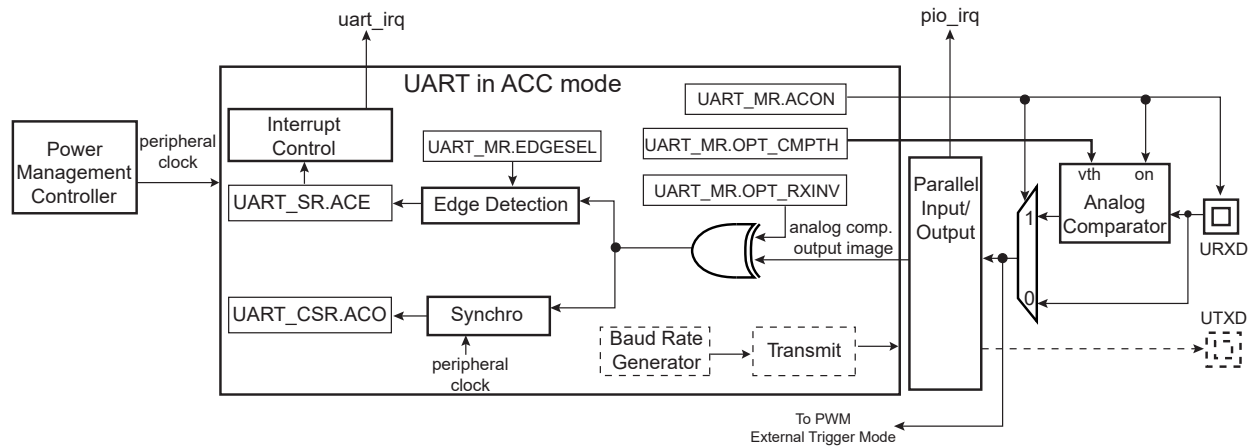 uart_irq
pio_irq
UART in ACC mode
UART_MR.ACON
Interrupt
Control
Power
Management
Controller
peripheral
clock
UART_MR.EDGESEL
UART_MR.OPT_CMPTH
UART_MR.OPT_RXINV
UART_SR.ACE
Edge Detection
analog comp.
output image
Parallel
Input/
Output
vth
on
Analog
Comparator
1
0
URXD
UART_CSR.ACO
Synchro
peripheral
clock
Baud Rate
Generator
Transmit
UTXD
To PWM
External Trigger Mode